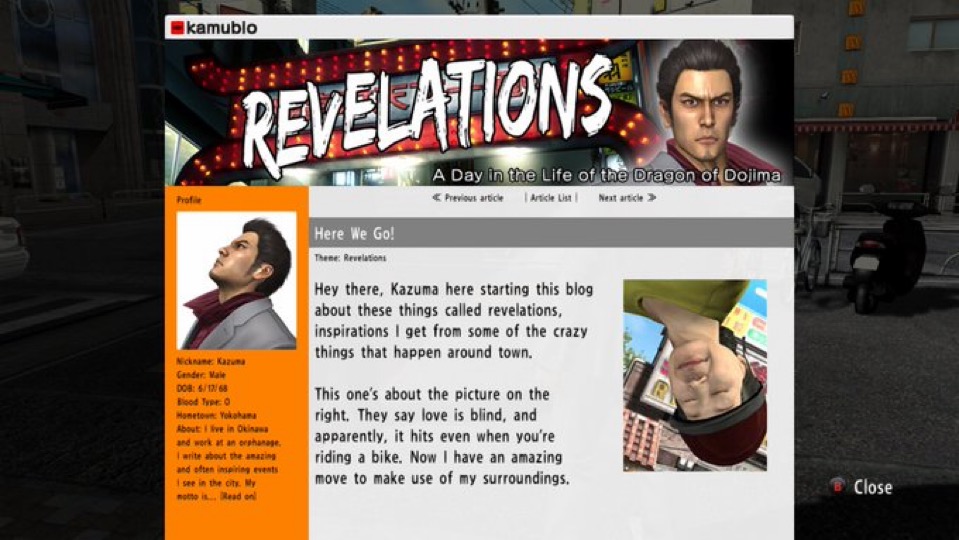 kamublo
REVELATIONS
A Day in the Life of the Dragon of Dojima
Profile
≪ Previous article | Article List | Next article ≫
Here We Go!
Theme: Revelations
Hey there, Kazuma here starting this blog
about these things called revelations,
inspirations I get from some of the crazy
things that happen around town.
This one's about the picture on the
right. They say love is blind, and
apparently, it hits even when you're
riding a bike. Now I have an amazing
move to make use of my surroundings.
Nickname: Kazuma
Gender: Male
DOB: 6/17/68
Blood Type: O
Hometown: Yokohama
About: I live in Okinawa
and work at an orphanage.
I write about the amazing
and often inspiring events
I see in the city. My
motto is... [Read on]
B Close